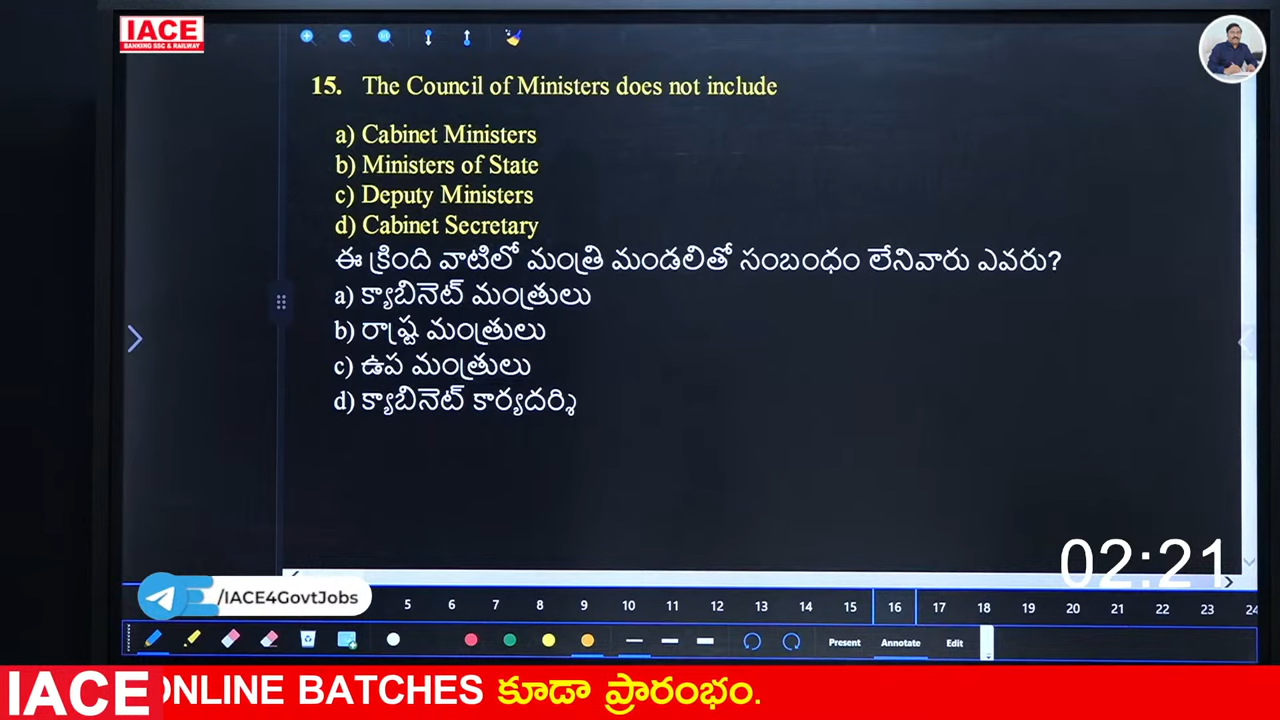 IACE
BANKING SSC & RAILWAY
15. The Council of Ministers does not include
a) Cabinet Ministers
b) Ministers of State
c) Deputy Ministers
d) Cabinet Secretary
ఈ క్రింది వాటిలో మంత్రి మండలితో సంబంధం లేనివారు ఎవరు?
a) క్యాబినెట్ మంత్రులు
b) రాష్ట్ర మంత్రులు
c) ఉప మంత్రులు
d) క్యాబినెట్ కార్యదర్శి
02:21
/IACE4GovtJobs
5 6 7 8 9 10 11 12 13 14 15 16 17 18 19 20 21 22 23 24
Present Annotate Edit
IACE ONLINE BATCHES కూడా ప్రారంభం.